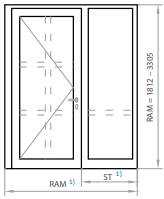 RAM = 1812 – 3305
ST 1)
RAM 1)